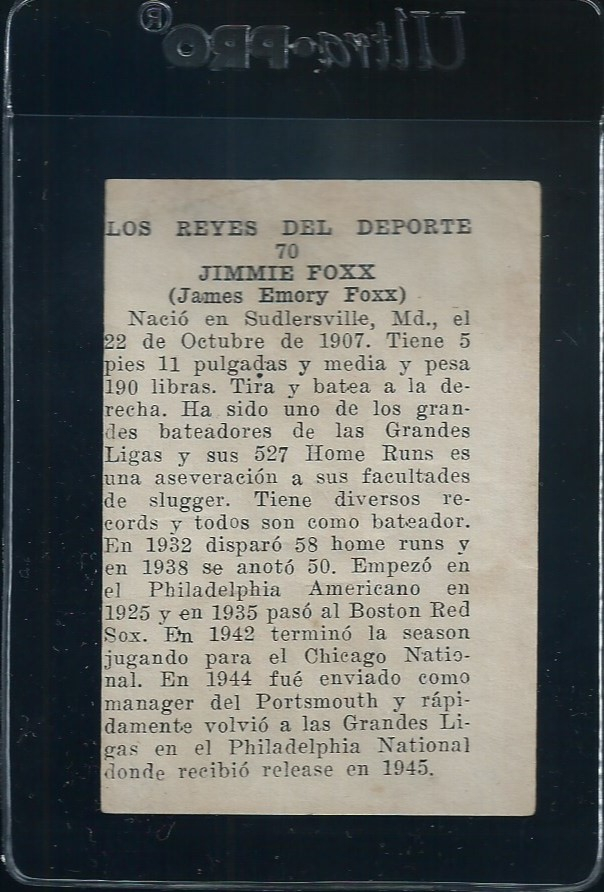 Ultra·PRO®
LOS REYES DEL DEPORTE
70
JIMMIE FOXX
(James Emory Foxx)
Nació en Sudlersville, Md., el
22 de Octubre de 1907. Tiene 5
pies 11 pulgadas y media y pesa
190 libras. Tira y batea a la de-
recha. Ha sido uno de los gran-
des bateadores de las Grandes
Ligas y sus 527 Home Runs es
una aseveración a sus facultades
de slugger. Tiene diversos re-
cords y todos son como bateador.
En 1932 disparó 58 home runs y
en 1938 se anotó 50. Empezó en
el Philadelphia Americano en
1925 y en 1935 pasó al Boston Red
Sox. En 1942 terminó la season
jugando para el Chicago Natio-
nal. En 1944 fué enviado como
manager del Portsmouth y rápi-
damente volvió a las Grandes Li-
gas en el Philadelphia National
donde recibió release en 1945.